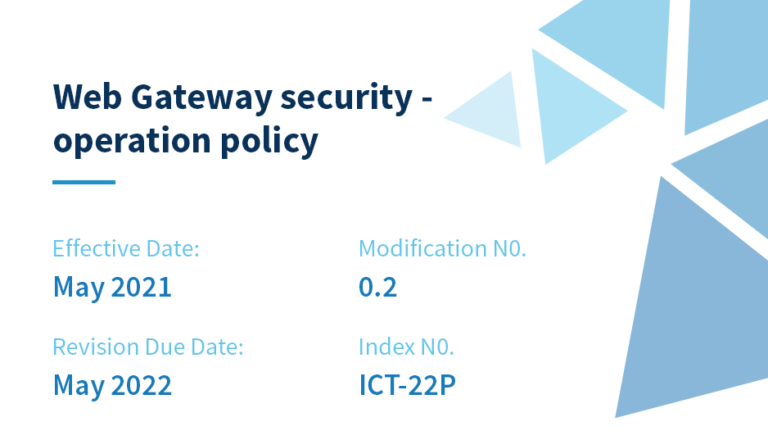 Web Gateway security -
operation policy
Effective Date:
Modification N0.
May 2021
0.2
Revision Due Date:
Index N0.
May 2022
ICT-22P